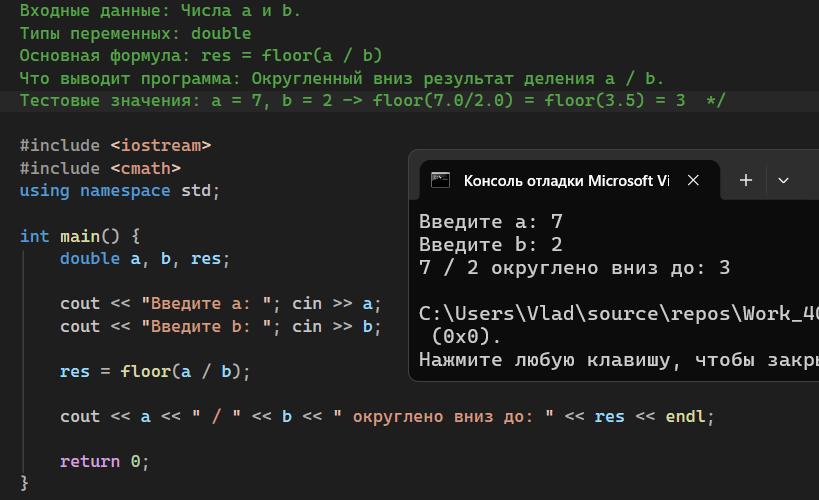 Входные данные: Числа a и b.
Типы переменных: double
Основная формула: res = floor(a / b)
Что выводит программа: Округленный вниз результат деления a / b.
Тестовые значения: a = 7, b = 2 -> floor(7.0/2.0) = floor(3.5) = 3  */
#include <iostream>
#include <cmath>
using namespace std;
int main() {
    double a, b, res;
    cout << "Введите a: "; cin >> a;
    cout << "Введите b: "; cin >> b;
    res = floor(a / b);
    cout << a << " / " << b << " округлено вниз до: " << res << endl;
    return 0;
}
Консоль отладки Microsoft Vi
Введите a: 7
Введите b: 2
7 / 2 округлено вниз до: 3
C:\Users\Vlad\source\repos\Work_40
 (0x0).
Нажмите любую клавишу, чтобы закры